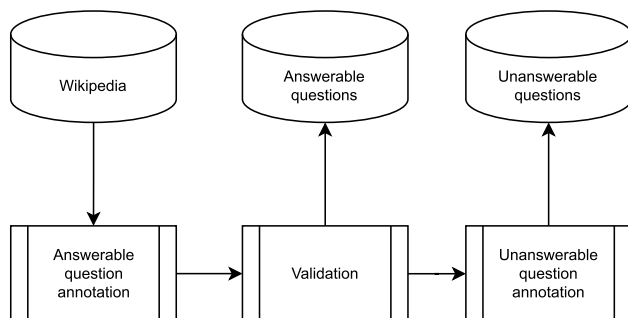 Wikipedia
Answerable
questions
Unanswerable
questions
Answerable
question
annotation
Validation
Unanswerable
question
annotation